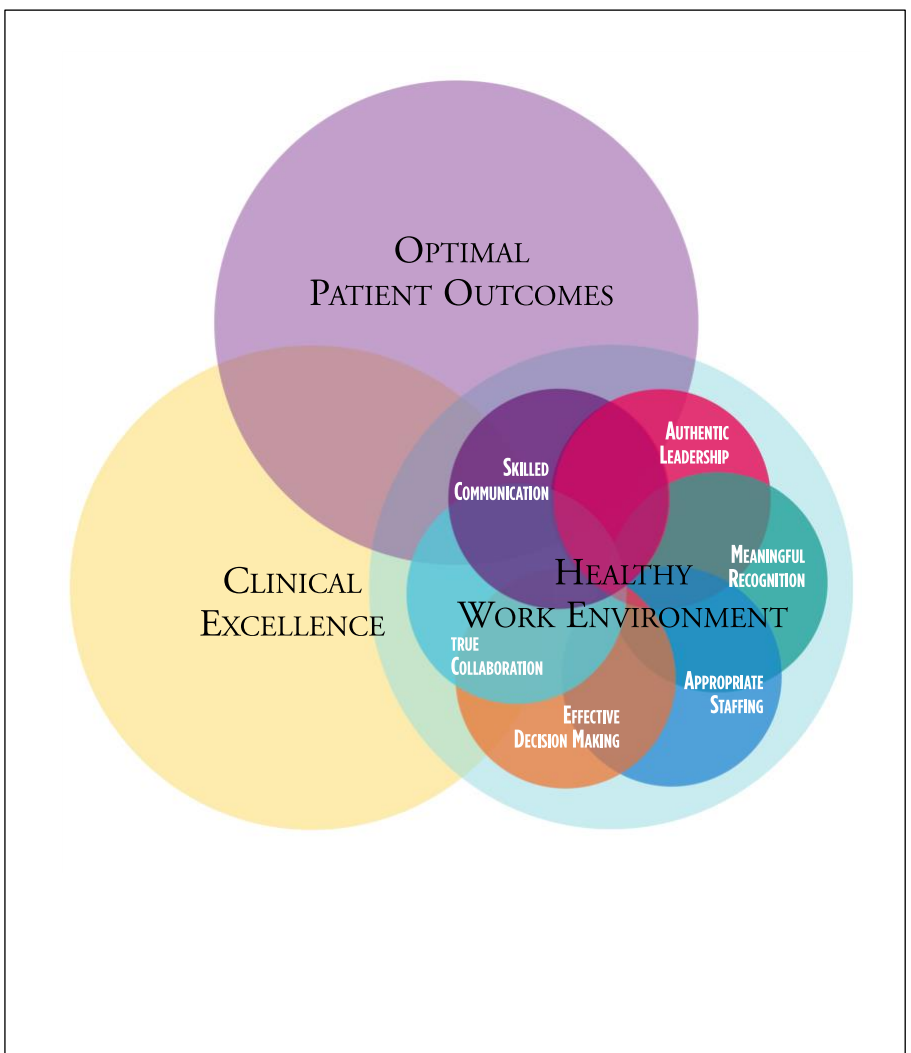 OPTIMAL
PATIENT OUTCOMES
SKILLED
COMMUNICATION
AUTHENTIC
LEADERSHIP
MEANINGFUL
RECOGNITION
CLINICAL
EXCELLENCE
HEALTHY
WORK ENVIRONMENT
TRUE
COLLABORATION
APPROPRIATE
STAFFING
EFFECTIVE
DECISION MAKING